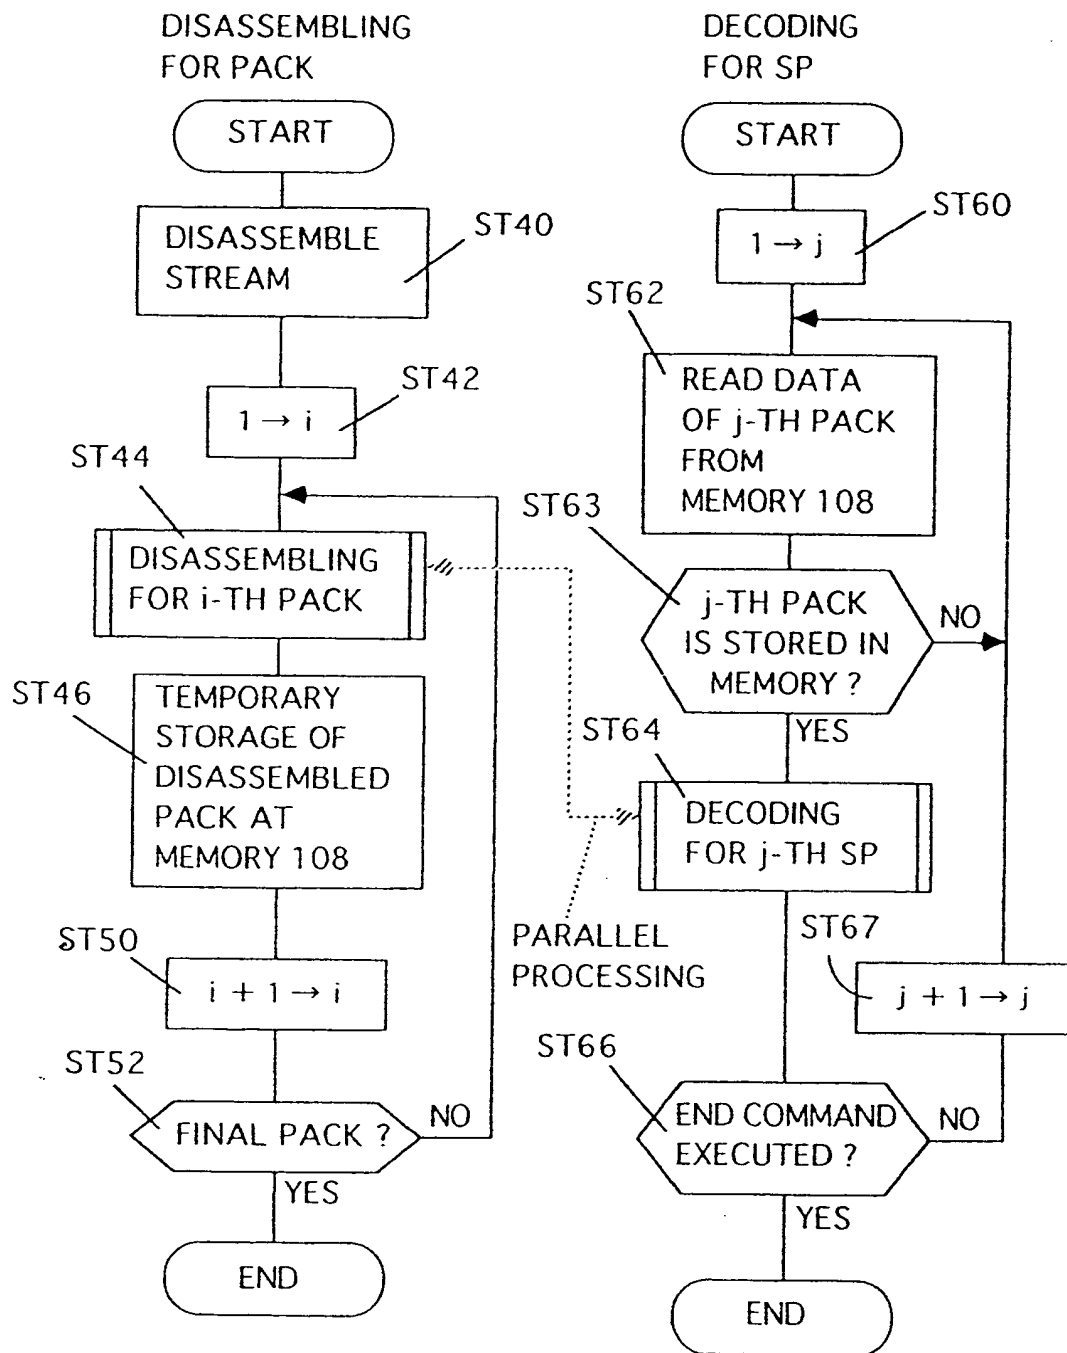 DISASSEMBLING
FOR PACK
START
ST40
DISASSEMBLE
STREAM
ST42
1 → i
ST44
DISASSEMBLING
FOR i-TH PACK
ST46
TEMPORARY
STORAGE OF
DISASSEMBLED
PACK AT
MEMORY 108
ST50
i + 1 → i
ST52
FINAL PACK ?
NO
YES
END
PARALLEL
PROCESSING
DECODING
FOR SP
START
ST60
1 → j
ST62
READ DATA
OF j-TH PACK
FROM
MEMORY 108
ST63
j-TH PACK
IS STORED IN
MEMORY ?
NO
YES
ST64
DECODING
FOR j-TH SP
ST67
j + 1 → j
ST66
END COMMAND
EXECUTED ?
NO
YES
END